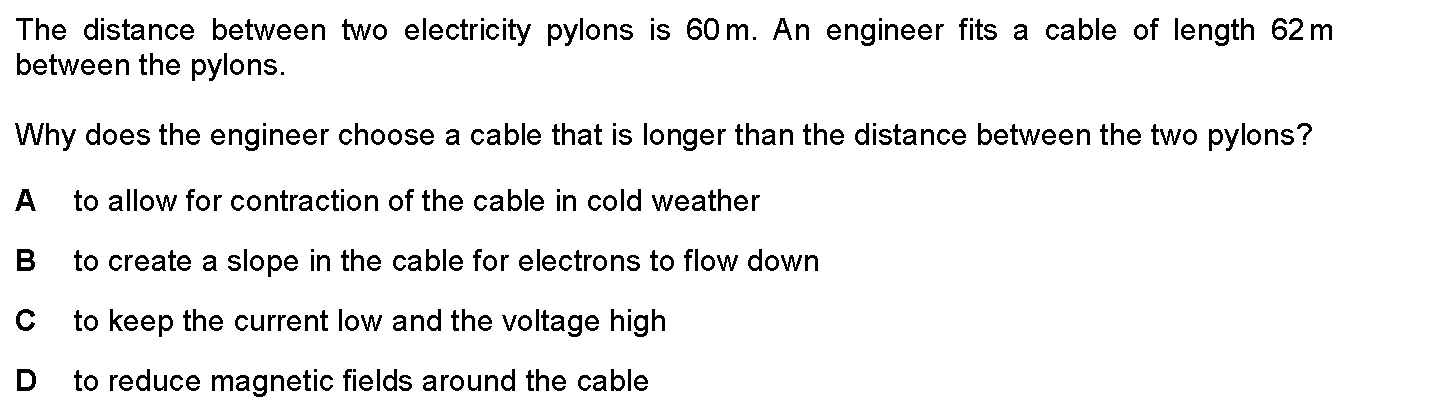 The distance between two electricity pylons is 60 m. An engineer fits a cable of length 62 m
between the pylons.
Why does the engineer choose a cable that is longer than the distance between the two pylons?
A to allow for contraction of the cable in cold weather
B to create a slope in the cable for electrons to flow down
C to keep the current low and the voltage high
D to reduce magnetic fields around the cable